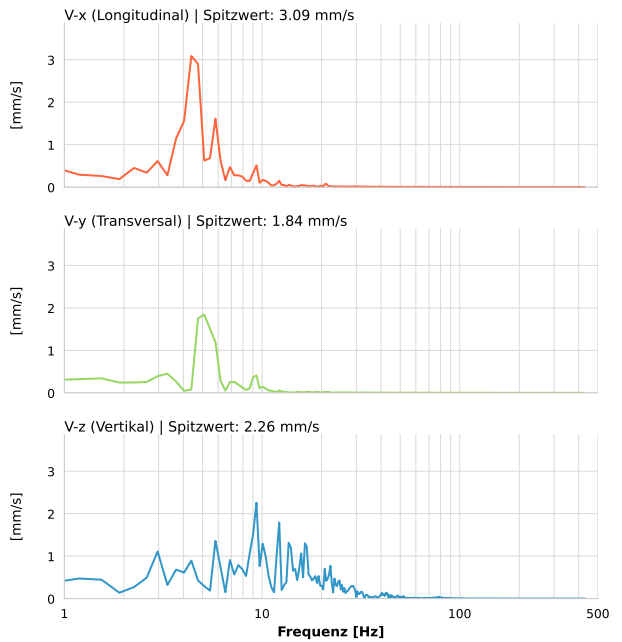 V-x (Longitudinal) | Spitzwert: 3.09 mm/s
3
2
1
0
[mm/s]
V-y (Transversal) | Spitzwert: 1.84 mm/s
3
2
1
0
[mm/s]
V-z (Vertikal) | Spitzwert: 2.26 mm/s
3
2
1
0
[mm/s]
1 10 100 500
Frequenz [Hz]